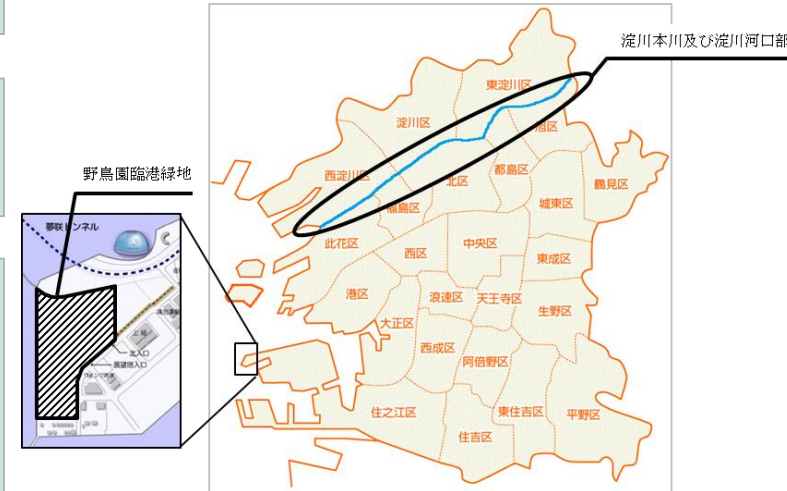 淀川本川及び淀川河口部
東淀川区
淀川区
旭区
西淀川区
北区
都島区
鶴見区
福島区
城東区
此花区
西区
中央区
東成区
港区
浪速区
天王寺区
生野区
大正区
西成区
阿倍野区
住之江区
東住吉区
平野区
住吉区
野鳥園臨港緑地
夢咲トンネル
北入口
展望塔入口